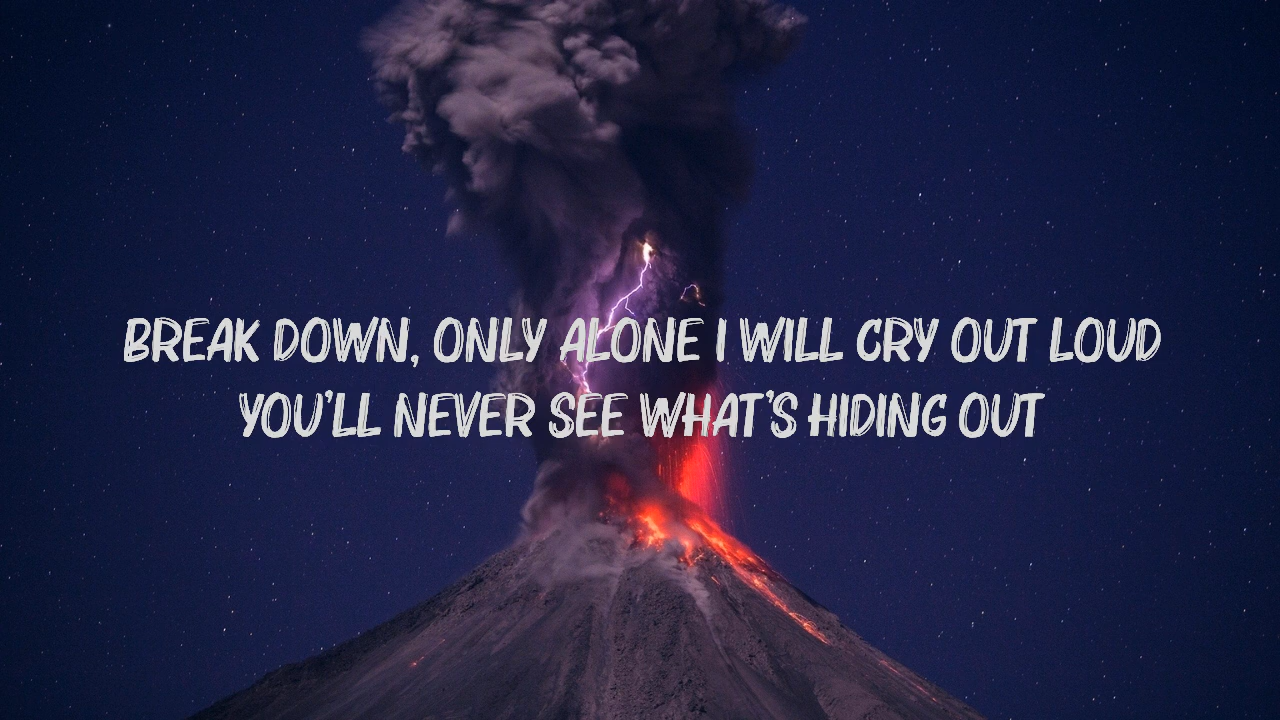 BREAK DOWN, ONLY ALONE I WILL CRY OUT LOUD
YOU'LL NEVER SEE WHAT'S HIDING OUT